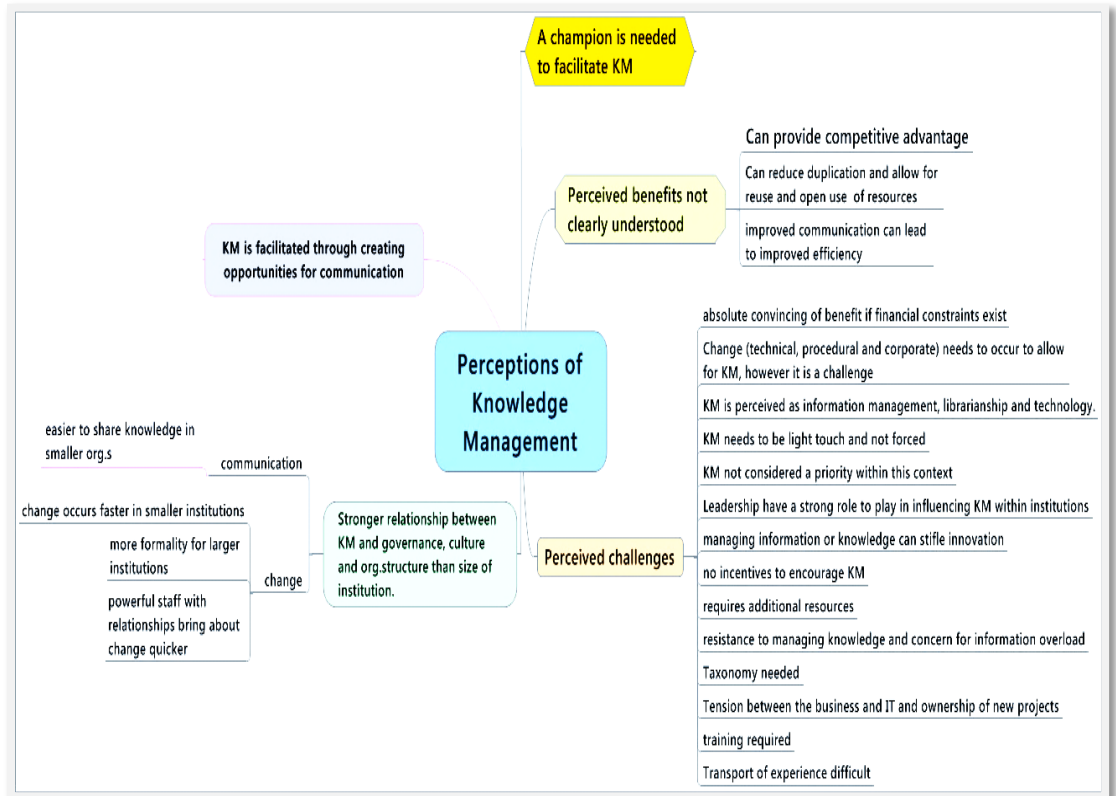 A champion is needed
to facilitate KM
Perceived benefits not
clearly understood
Can provide competitive advantage
Can reduce duplication and allow for
reuse and open use of resources
improved communication can lead
to improved efficiency
KM is facilitated through creating
opportunities for communication
Perceptions of
Knowledge
Management
Perceived challenges
absolute convincing of benefit if financial constraints exist
Change (technical, procedural and corporate) needs to occur to allow
for KM, however it is a challenge
KM is perceived as information management, librarianship and technology.
KM needs to be light touch and not forced
KM not considered a priority within this context
Leadership have a strong role to play in influencing KM within institutions
managing information or knowledge can stifle innovation
no incentives to encourage KM
requires additional resources
resistance to managing knowledge and concern for information overload
Taxonomy needed
Tension between the business and IT and ownership of new projects
training required
Transport of experience difficult
Stronger relationship between
KM and governance, culture
and org.structure than size of
institution.
communication
easier to share knowledge in
smaller org.s
change
change occurs faster in smaller institutions
more formality for larger
institutions
powerful staff with
relationships bring about
change quicker